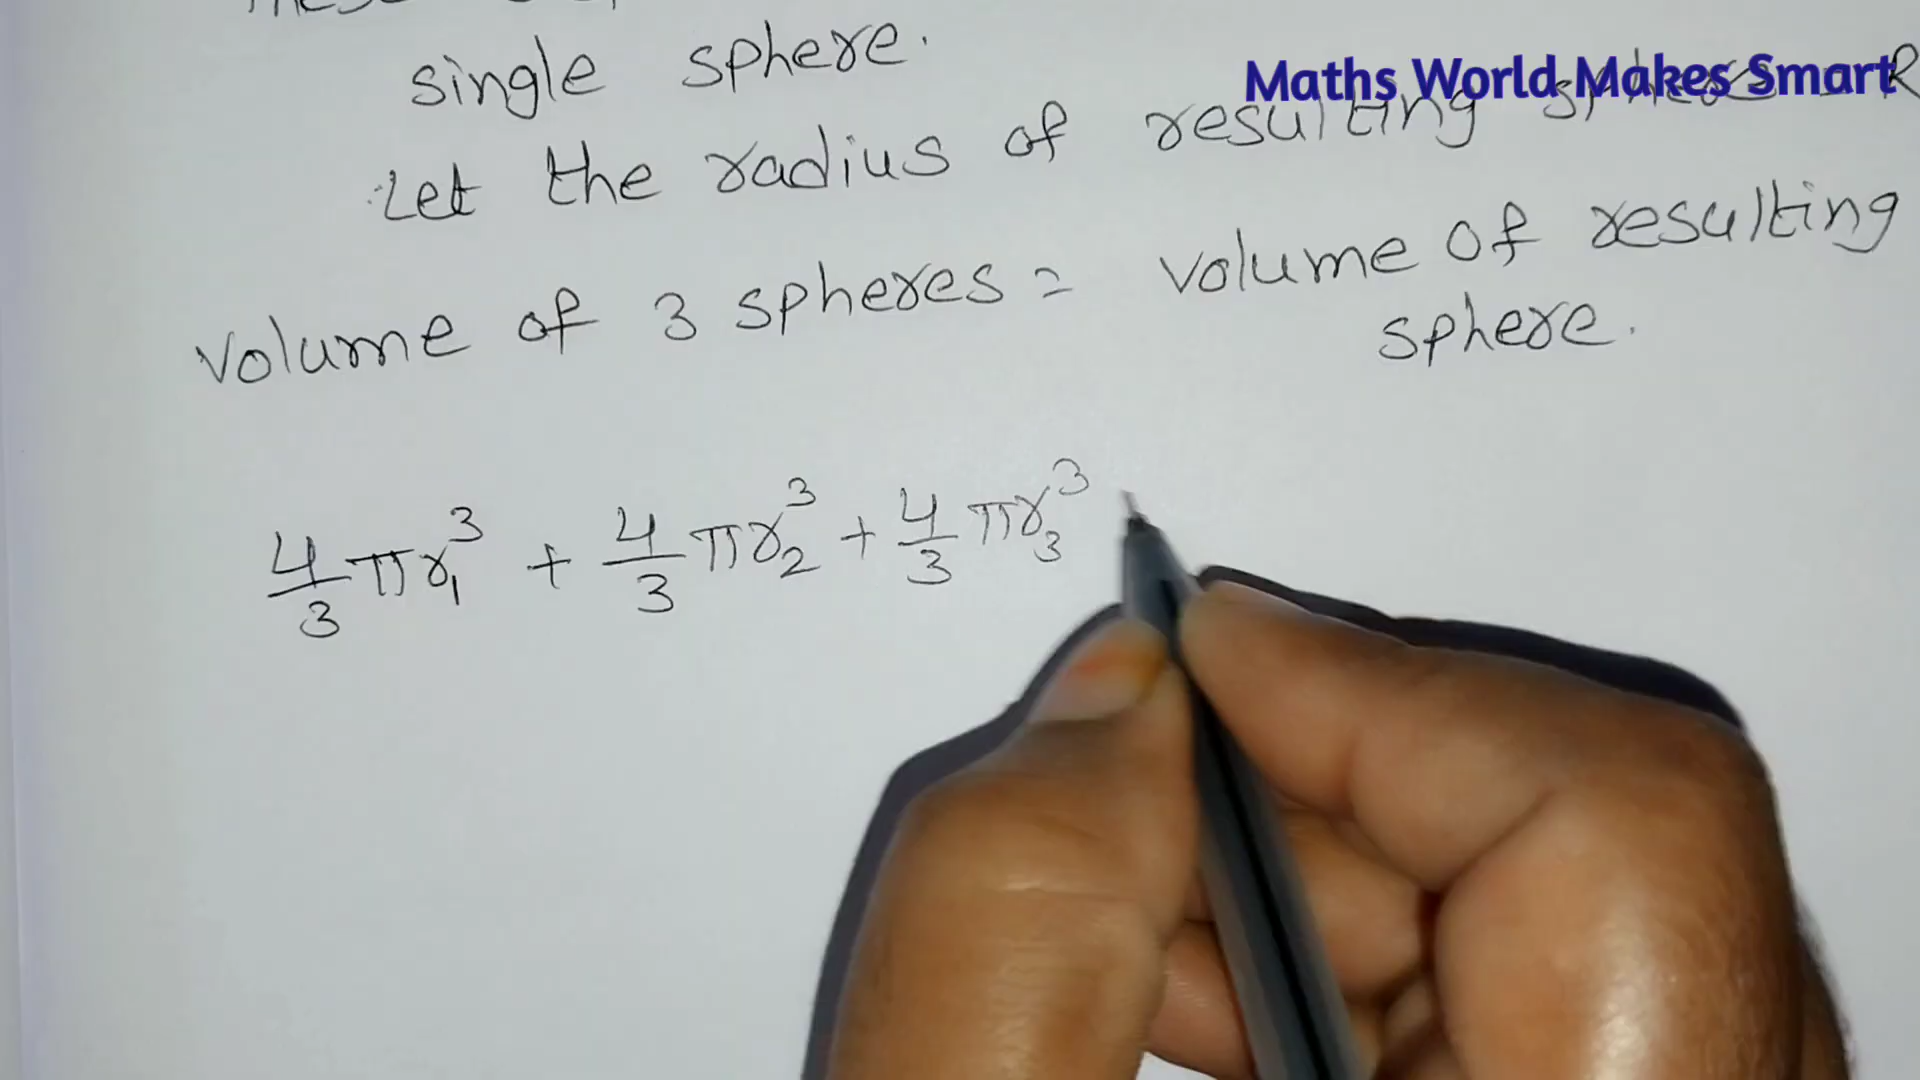 single sphere.
Maths World Makes Smart
Let the radius of resulting sphere = R
volume of 3 spheres = volume of resulting
sphere.
4/3 πr₁³ + 4/3 πr₂³ + 4/3 πr₃³